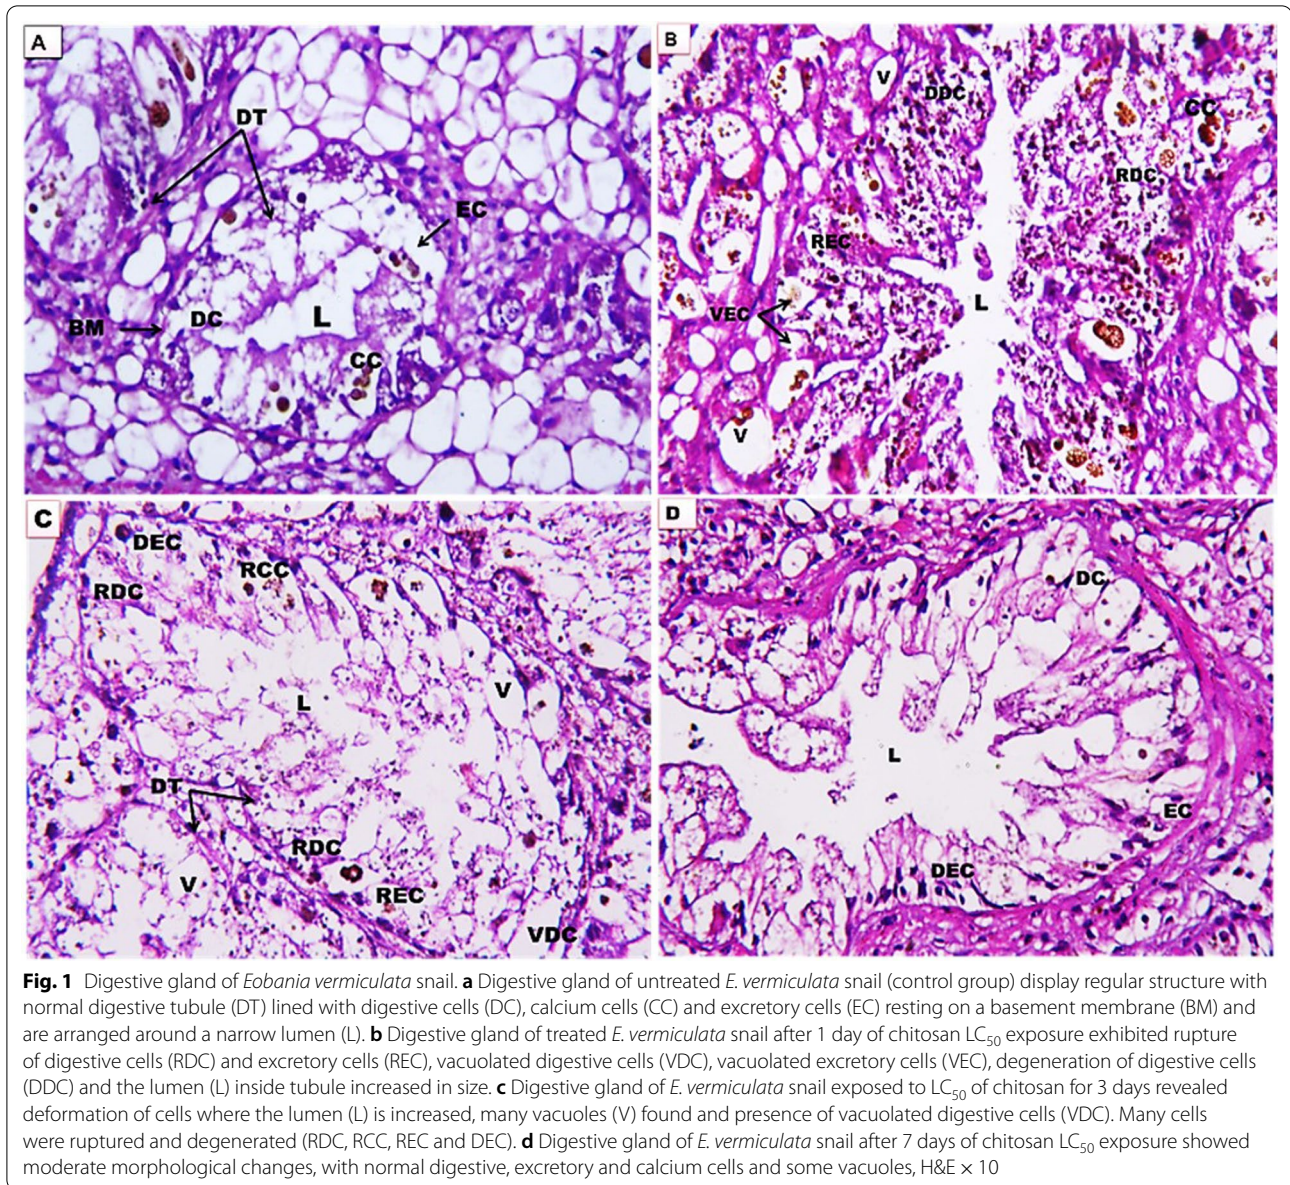 A
DT
EC
BM
DC
L
CC
B
V
DDC
CC
RDC
REC
VEC
L
V
C
DEC
RCC
RDC
V
L
DT
RDC
V
REC
VDC
D
DC
L
EC
DEC
Fig. 1 Digestive gland of Eobania vermiculata snail. a Digestive gland of untreated E. vermiculata snail (control group) display regular structure with
normal digestive tubule (DT) lined with digestive cells (DC), calcium cells (CC) and excretory cells (EC) resting on a basement membrane (BM) and
are arranged around a narrow lumen (L). b Digestive gland of treated E. vermiculata snail after 1 day of chitosan LC50 exposure exhibited rupture
of digestive cells (RDC) and excretory cells (REC), vacuolated digestive cells (VDC), vacuolated excretory cells (VEC), degeneration of digestive cells
(DDC) and the lumen (L) inside tubule increased in size. c Digestive gland of E. vermiculata snail exposed to LC50 of chitosan for 3 days revealed
deformation of cells where the lumen (L) is increased, many vacuoles (V) found and presence of vacuolated digestive cells (VDC). Many cells
were ruptured and degenerated (RDC, RCC, REC and DEC). d Digestive gland of E. vermiculata snail after 7 days of chitosan LC50 exposure showed
moderate morphological changes, with normal digestive, excretory and calcium cells and some vacuoles, H&E × 10